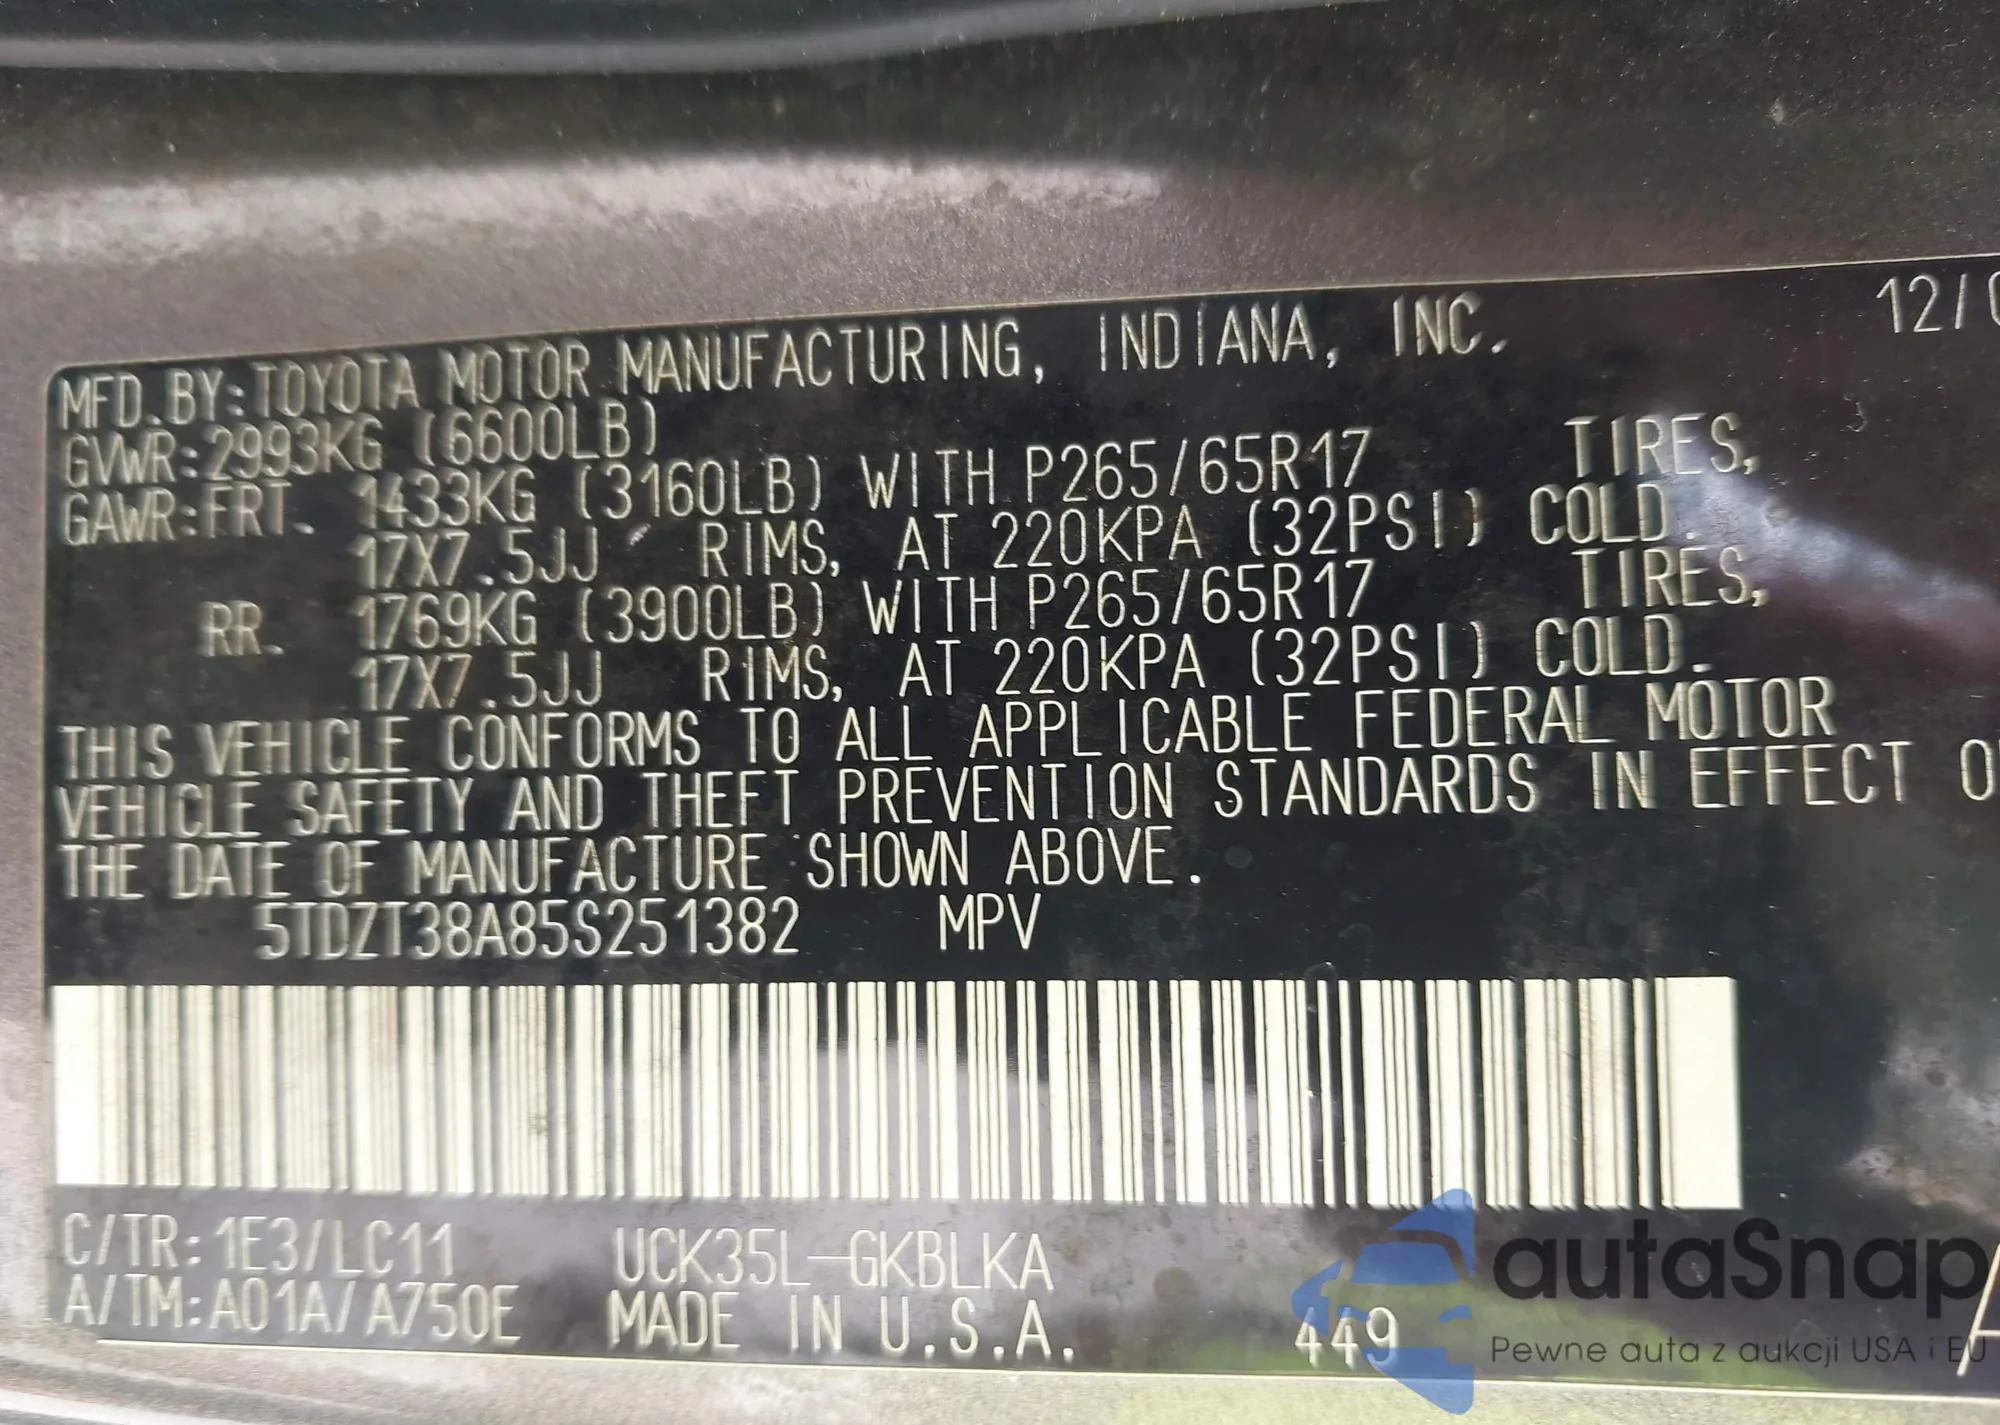 12/0
MFD. BY: TOYOTA MOTOR MANUFACTURING, INDIANA, INC.
GVWR: 2993KG (6600LB)
GAWR: FRT. 1433KG (3160LB) WITH P265/65R17 TIRES,
17X7.5JJ RIMS, AT 220KPA (32PSI) COLD.
RR. 1769KG (3900LB) WITH P265/65R17 TIRES,
17X7.5JJ RIMS, AT 220KPA (32PSI) COLD.
THIS VEHICLE CONFORMS TO ALL APPLICABLE FEDERAL MOTOR
VEHICLE SAFETY AND THEFT PREVENTION STANDARDS IN EFFECT O
THE DATE OF MANUFACTURE SHOWN ABOVE.
5TDZT38A85S251382 MPV
C/TR: 1E3/LC11 UCK35L-GKBLKA
A/TM: A01A/A750E MADE IN U.S.A. 449 A
autaSnap
Pewne auta z aukcji USA i EU